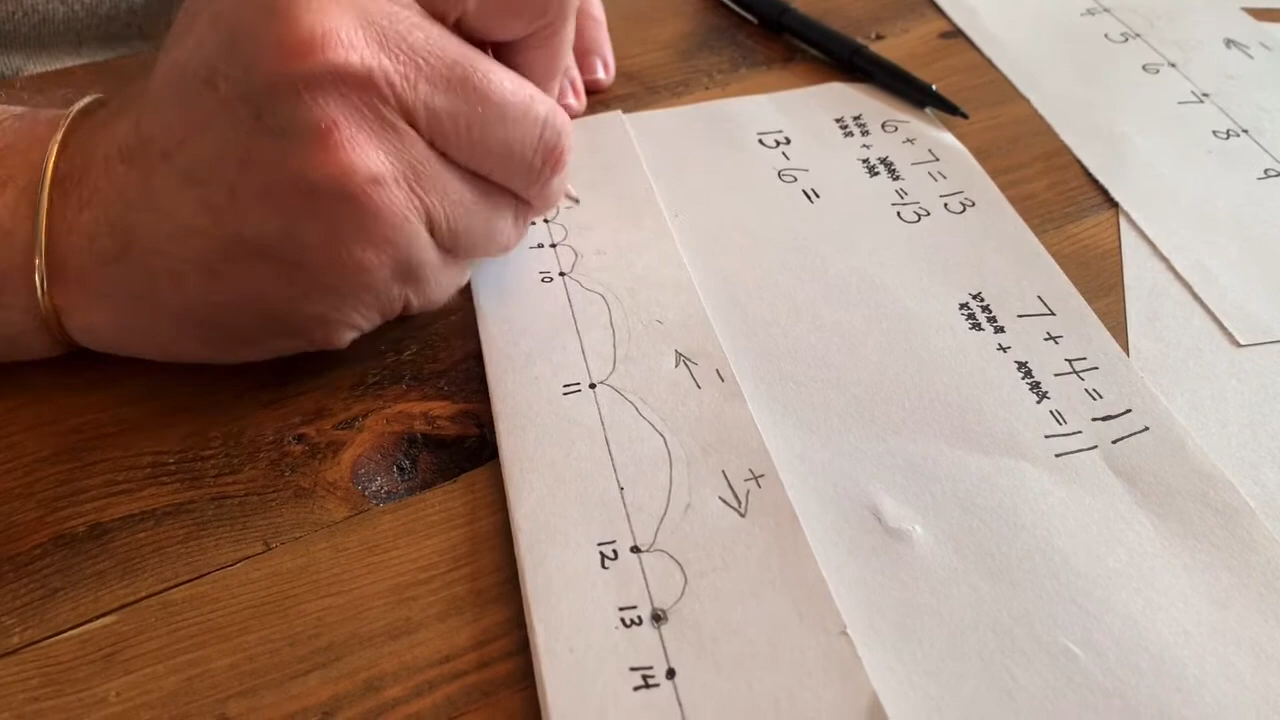 6 + 7 = 13
+ = 13
13 - 6 =
7 + 4 = 11
+ = 11
9 10 11 12 13 14
← -
→ +
4 5 6 7 8 9
← -